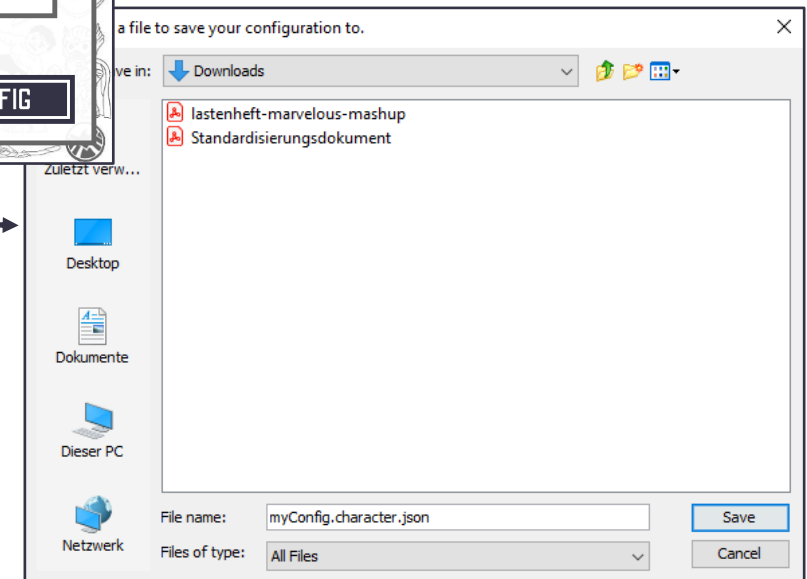 a file to save your configuration to.
ve in:
Downloads
FIG
lastenheft-marvelous-mashup
Standardisierungsdokument
Zuletzt verw...
Desktop
Dokumente
Dieser PC
Netzwerk
File name:
myConfig.character.json
Save
Files of type:
All Files
Cancel